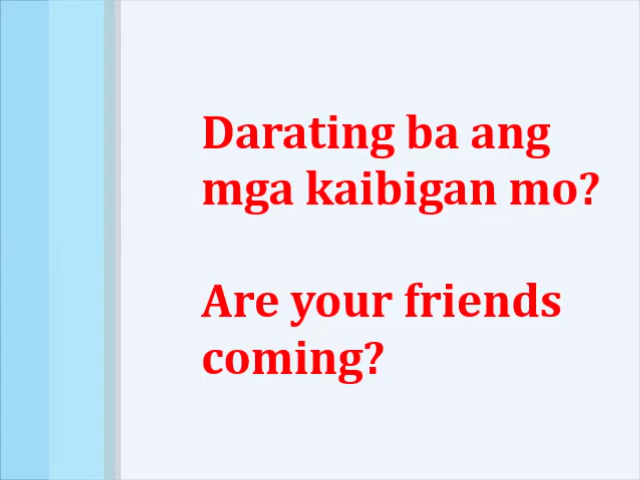 Darating ba ang
mga kaibigan mo?
Are your friends
coming?